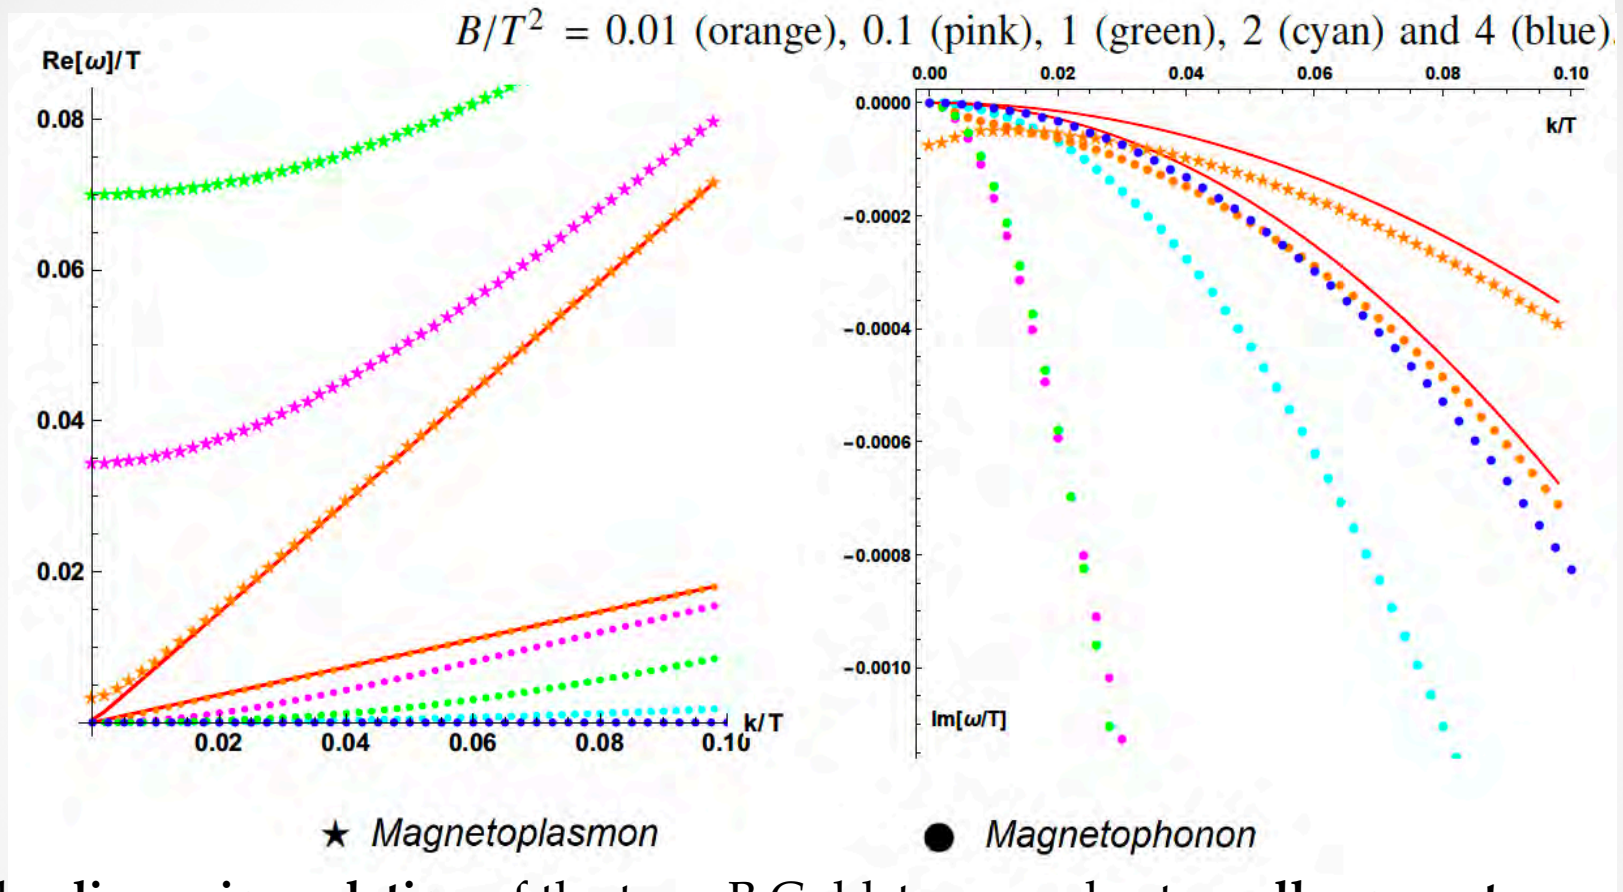 B/T² = 0.01 (orange), 0.1 (pink), 1 (green), 2 (cyan) and 4 (blue).
Re[ω]/T
0.08
0.06
0.04
0.02
0.02 0.04 0.06 0.08 0.10
k/T
0.00 0.02 0.04 0.06 0.08 0.10
k/T
0.0000
-0.0002
-0.0004
-0.0006
-0.0008
-0.0010
Im[ω/T]
★ Magnetoplasmon
● Magnetophonon